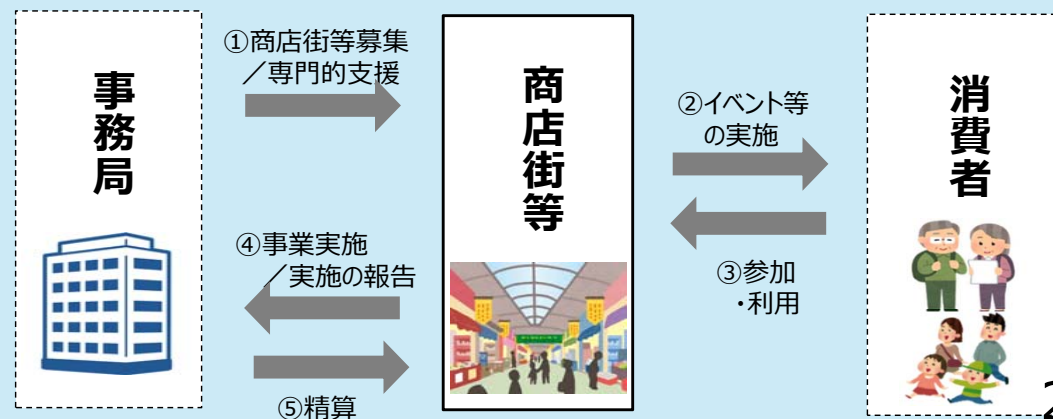 事務局
①商店街等募集
／専門的支援
商店街等
②イベント等
の実施
消費者
③参加
・利用
④事業実施
／実施の報告
⑤精算